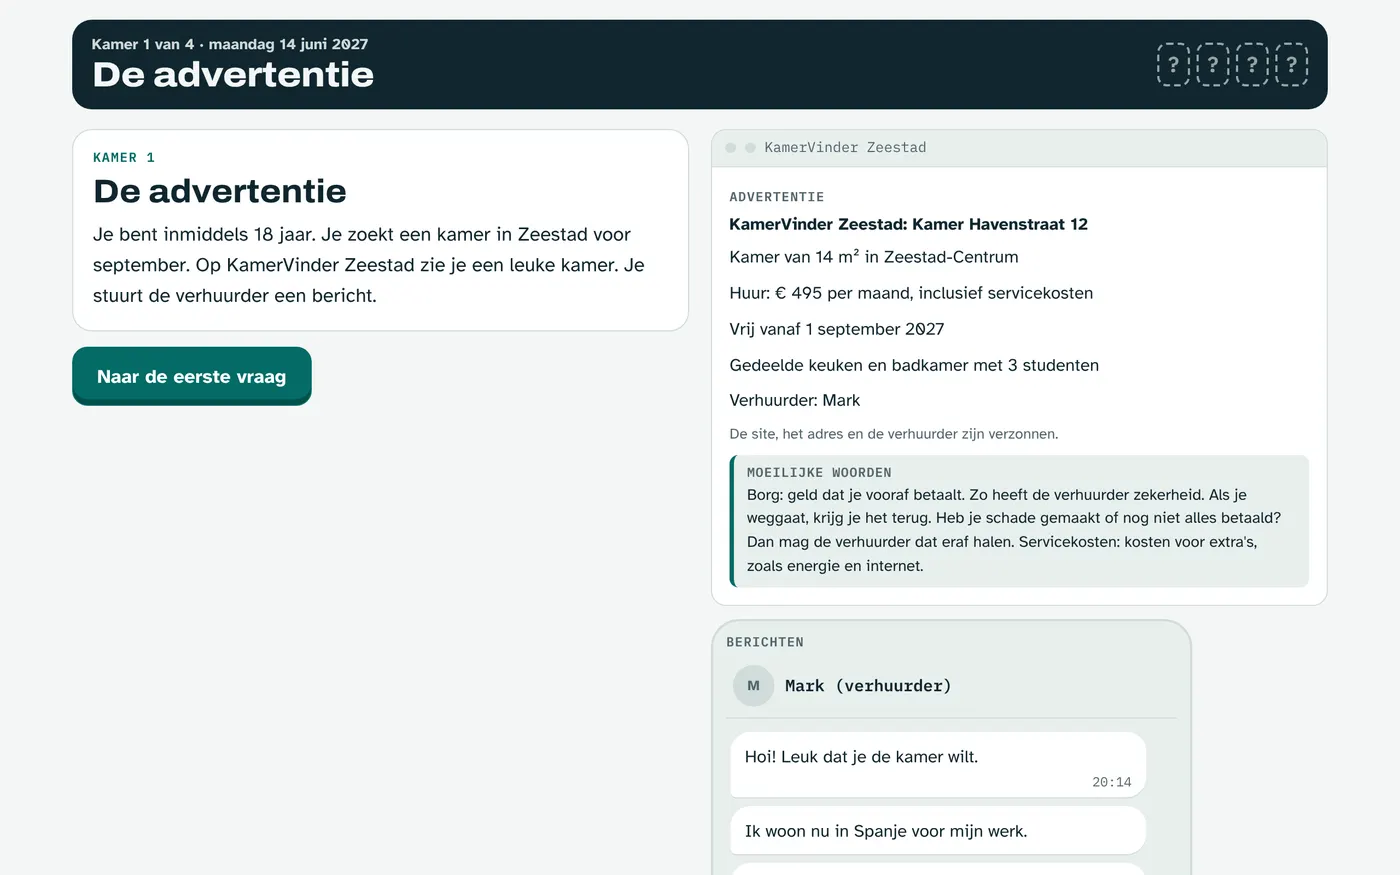 Kamer 1 van 4 · maandag 14 juni 2027
De advertentie
? ? ? ?
KAMER 1
De advertentie
Je bent inmiddels 18 jaar. Je zoekt een kamer in Zeestad voor
september. Op KamerVinder Zeestad zie je een leuke kamer. Je
stuurt de verhuurder een bericht.
Naar de eerste vraag
KamerVinder Zeestad
ADVERTENTIE
KamerVinder Zeestad: Kamer Havenstraat 12
Kamer van 14 m² in Zeestad-Centrum
Huur: € 495 per maand, inclusief servicekosten
Vrij vanaf 1 september 2027
Gedeelde keuken en badkamer met 3 studenten
Verhuurder: Mark
De site, het adres en de verhuurder zijn verzonnen.
MOEILIJKE WOORDEN
Borg: geld dat je vooraf betaalt. Zo heeft de verhuurder zekerheid. Als je
weggaat, krijg je het terug. Heb je schade gemaakt of nog niet alles betaald?
Dan mag de verhuurder dat eraf halen. Servicekosten: kosten voor extra's,
zoals energie en internet.
BERICHTEN
M
Mark (verhuurder)
Hoi! Leuk dat je de kamer wilt.
20:14
Ik woon nu in Spanje voor mijn werk.